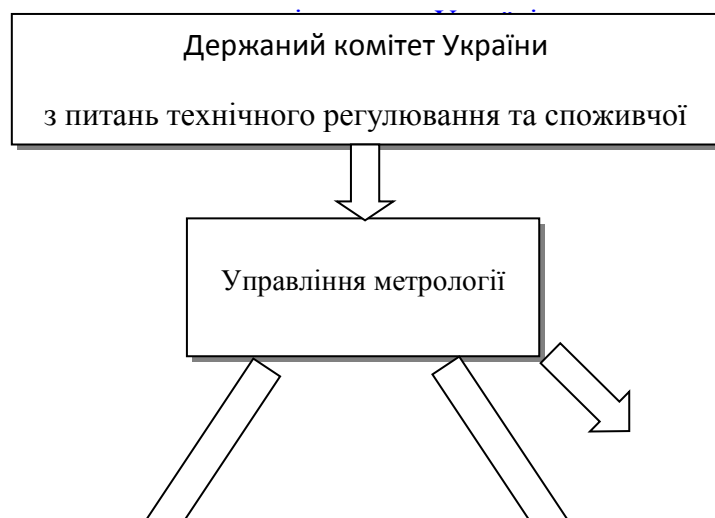 Держаний комітет України
з питань технічного регулювання та споживчої
Управління метрології